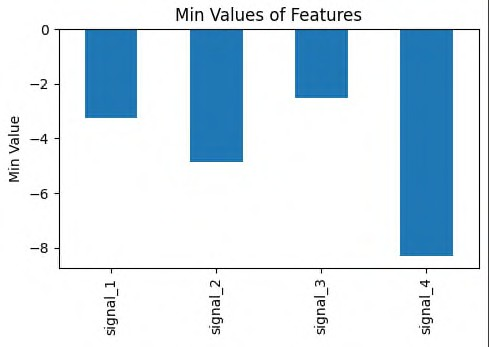 Min Values of Features
Min Value
0
−2
−4
−6
−8
signal_1
signal_2
signal_3
signal_4